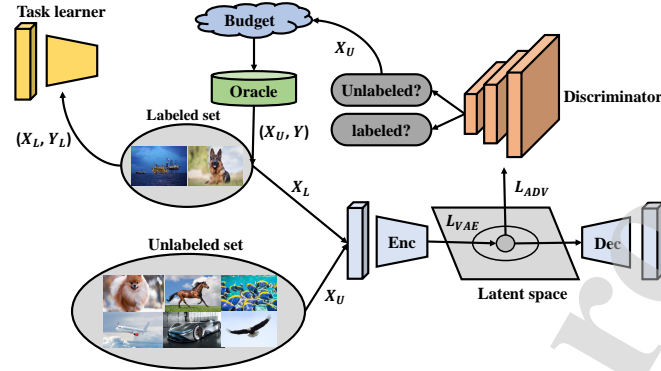 Task learner
Budget
X_U
Unlabeled?
Discriminator
Oracle
labeled?
Labeled set
(X_L, Y_L)
(X_U, Y)
X_L
L_ADV
L_VAE
Unlabeled set
Enc
Dec
X_U
Latent space
re